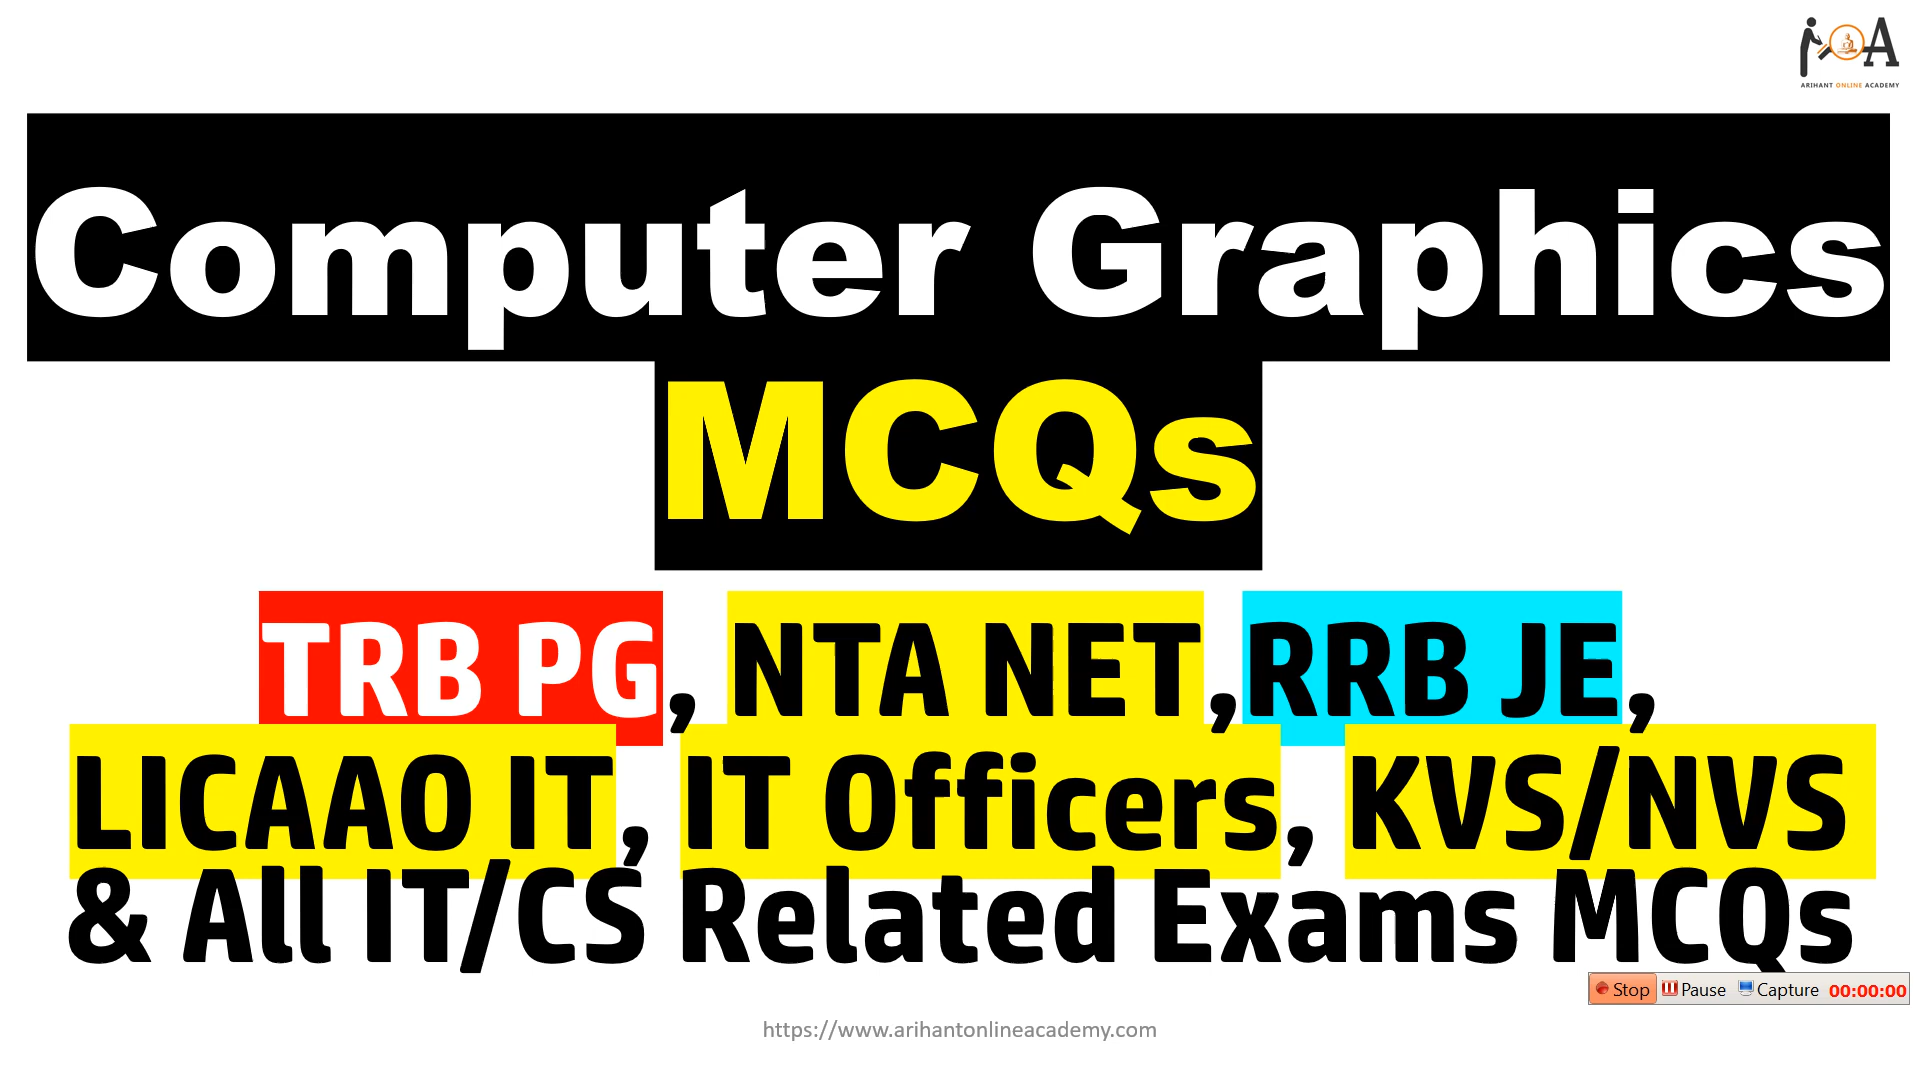 ARIHANT ONLINE ACADEMY
Computer Graphics
MCQs
TRB PG, NTA NET,RRB JE,
LICAAO IT, IT Officers, KVS/NVS
& All IT/CS Related Exams MCQs
Stop Pause Capture 00:00:00
https://www.arihantonlineacademy.com